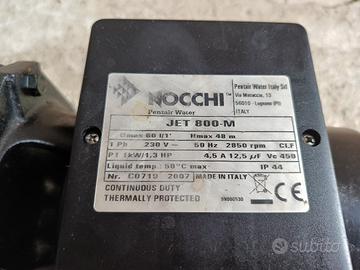 NOCCHI
Pentair Water
Pentair Water Italy Srl
Via Masaccio, 13
56010 - Lugnano (PI)
ITALY
JET 800-M
Qmax 60 l/1' Hmax 48 m
1 Ph 230 V~ 50 Hz 2850 rpm CLF
P1 1kW/1,3 HP 4,5 A 12,5 µF Vc 450
Liquid temp. 50°C max IP 44
Nr. C0719 2007 MADE IN ITALY
CONTINUOUS DUTY
THERMALLY PROTECTED
CE
subito